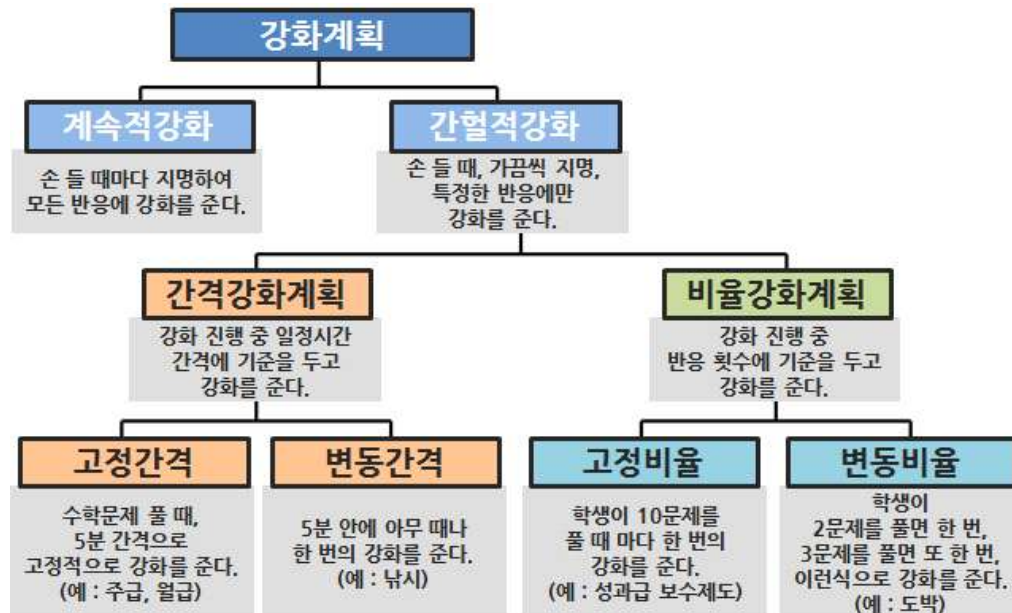 강화계획
계속적강화
손 들 때마다 지명하여
모든 반응에 강화를 준다.
간헐적강화
손 들 때, 가끔씩 지명,
특정한 반응에만
강화를 준다.
간격강화계획
강화 진행 중 일정시간
간격에 기준을 두고
강화를 준다.
비율강화계획
강화 진행 중
반응 횟수에 기준을 두고
강화를 준다.
고정간격
수학문제 풀 때,
5분 간격으로
고정적으로 강화를 준다.
(예 : 주급, 월급)
변동간격
5분 안에 아무 때나
한 번의 강화를 준다.
(예 : 낚시)
고정비율
학생이 10문제를
풀 때 마다 한 번의
강화를 준다.
(예 : 성과급 보수제도)
변동비율
학생이
2문제를 풀면 한 번,
3문제를 풀면 또 한 번,
이런식으로 강화를 준다.
(예 : 도박)